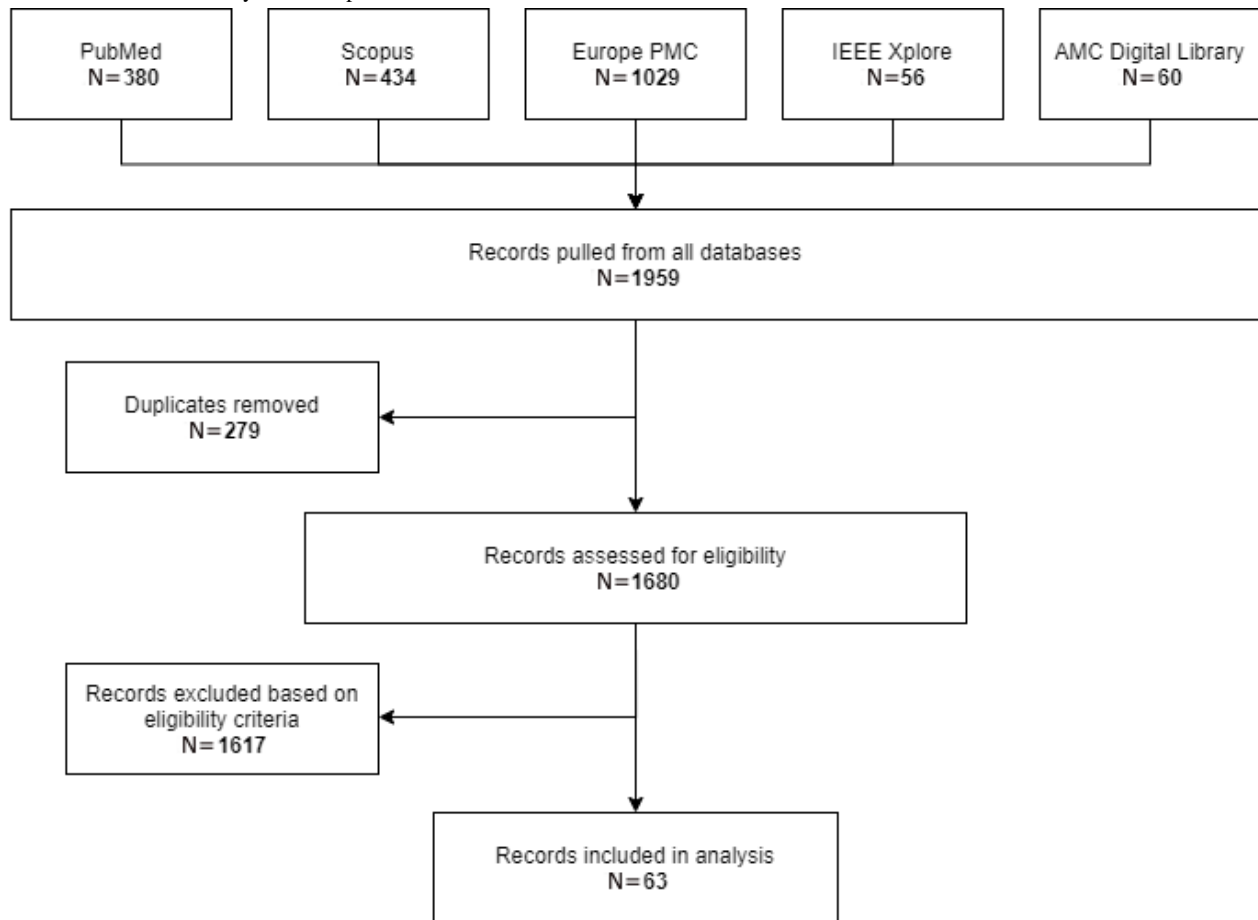 PubMed
N=380
Scopus
N=434
Europe PMC
N=1029
IEEE Xplore
N=56
AMC Digital Library
N=60
Records pulled from all databases
N=1959
Duplicates removed
N=279
Records assessed for eligibility
N=1680
Records excluded based on
eligibility criteria
N=1617
Records included in analysis
N=63